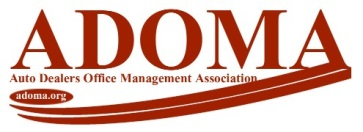 ADOMA
Auto Dealers Office Management Association
adoma.org